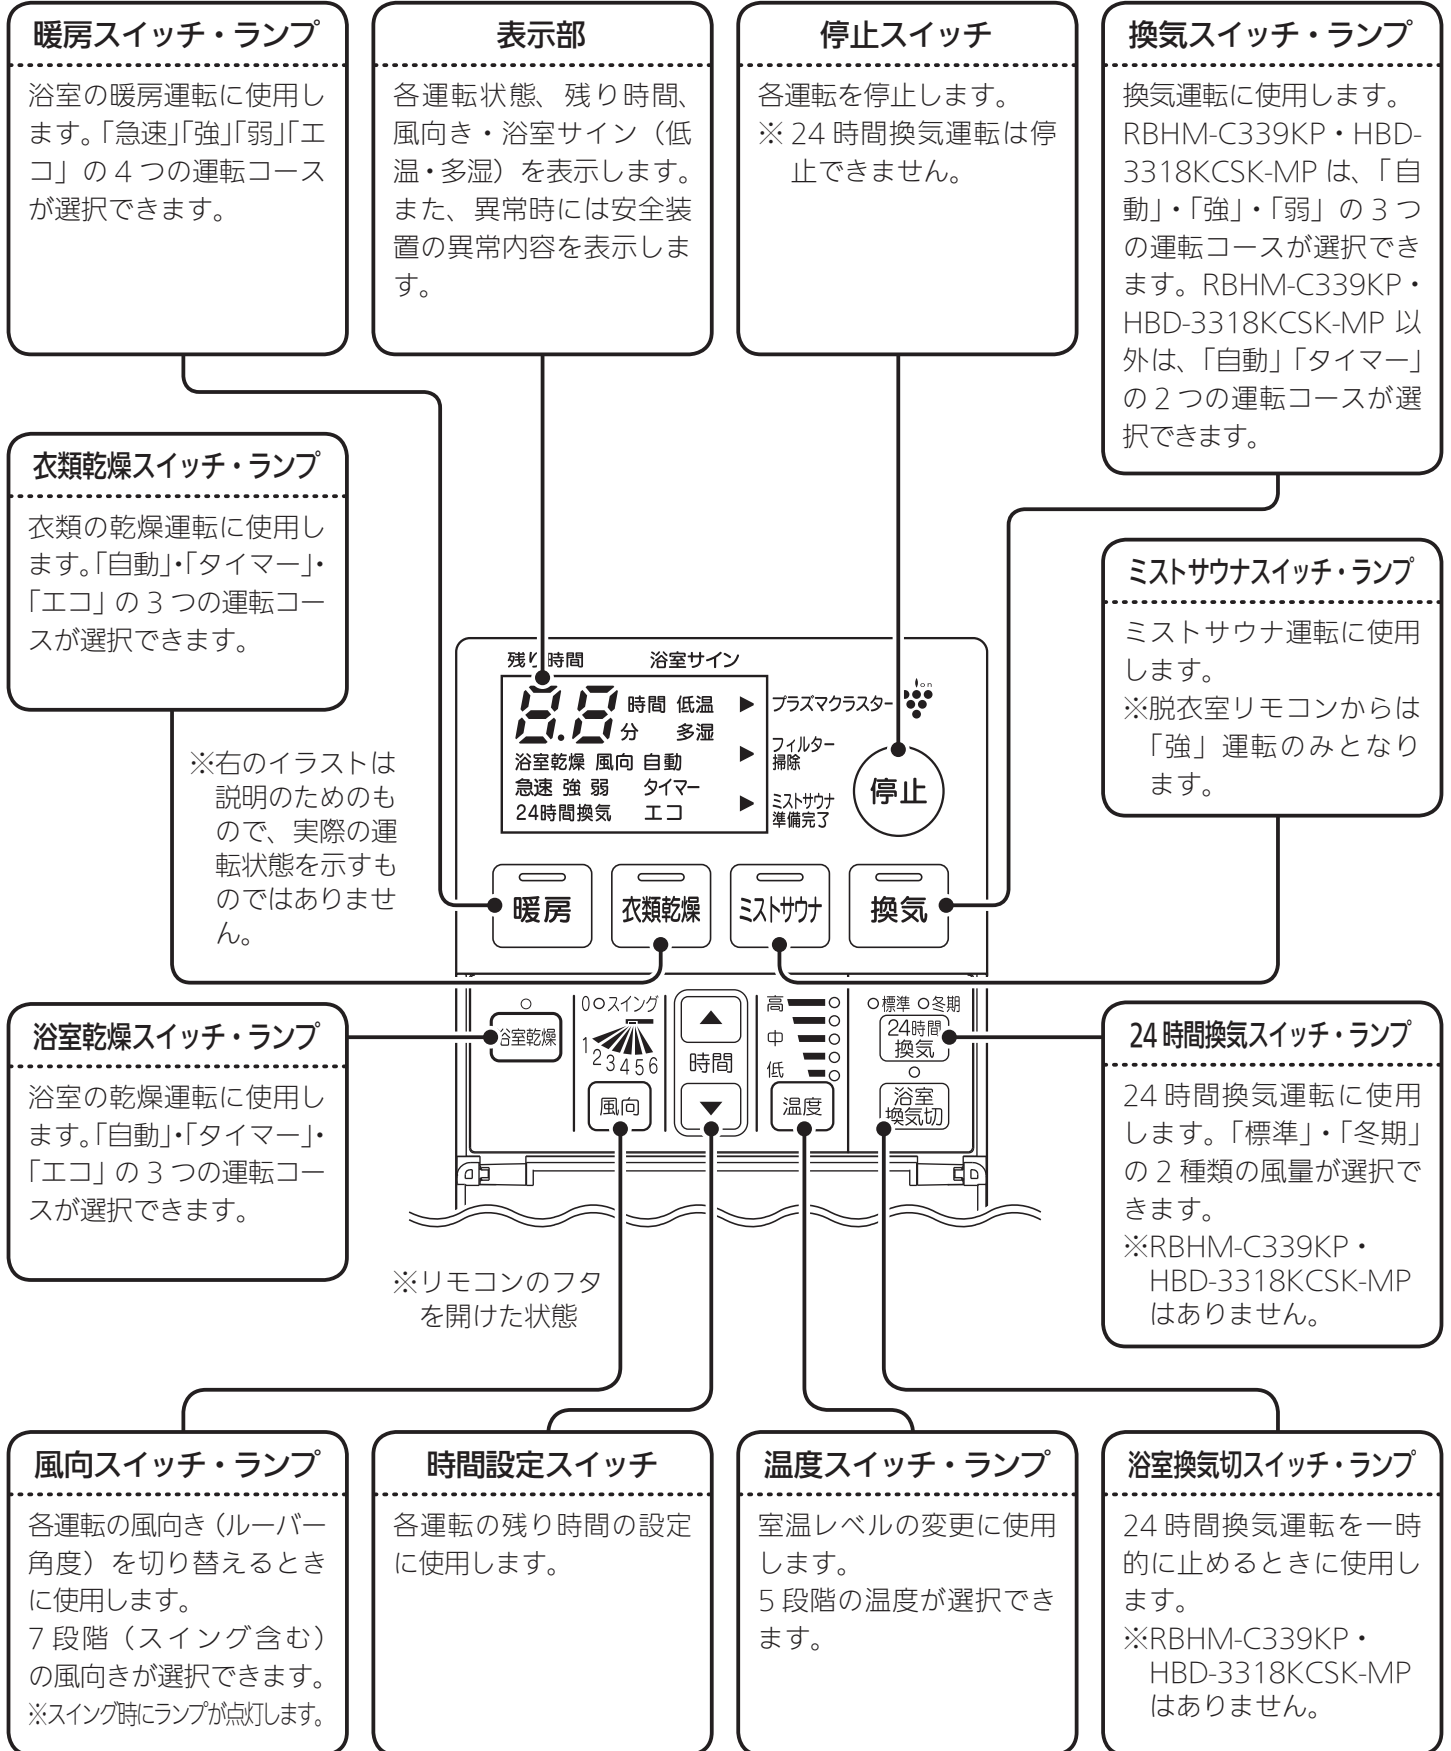 暖房スイッチ・ランプ
浴室の暖房運転に使用し
ます。「急速」「強」「弱」「エ
コ」の 4 つの運転コース
が選択できます。
表示部
各運転状態、残り時間、
風向き・浴室サイン（低
温・多湿）を表示します。
また、異常時には安全装
置の異常内容を表示しま
す。
停止スイッチ
各運転を停止します。
※ 24 時間換気運転は停
止できません。
換気スイッチ・ランプ
換気運転に使用します。
RBHM-C339KP・HBD-
3318KCSK-MP は、「自
動」・「強」・「弱」の 3 つ
の運転コースが選択でき
ます。RBHM-C339KP・
HBD-3318KCSK-MP 以
外は、「自動」「タイマー」
の 2 つの運転コースが選
択できます。
衣類乾燥スイッチ・ランプ
衣類の乾燥運転に使用し
ます。「自動」・「タイマー」・
「エコ」の 3 つの運転コー
スが選択できます。
※右のイラストは
説明のためのも
ので、実際の運
転状態を示すも
のではありませ
ん。
ミストサウナスイッチ・ランプ
ミストサウナ運転に使用
します。
※脱衣室リモコンからは
「強」運転のみとなり
ます。
残り時間 浴室サイン
8.8 時間 低温 ▶ プラズマクラスター ion
分 多湿
フィルター
掃除
浴室乾燥 風向 自動 ▶
急速 強 弱 タイマー
24時間換気 エコ ▶
ミストサウナ
準備完了
停止
暖房
衣類乾燥
ミストサウナ
換気
浴室乾燥
0 スイング
1 2 3 4 5 6
風向
▲
時間
▼
高
中
低
温度
標準 冬期
24時間
換気
浴室
換気切
浴室乾燥スイッチ・ランプ
浴室の乾燥運転に使用し
ます。「自動」・「タイマー」・
「エコ」の 3 つの運転コー
スが選択できます。
※リモコンのフタ
を開けた状態
24 時間換気スイッチ・ランプ
24 時間換気運転に使用
します。「標準」・「冬期」
の 2 種類の風量が選択で
きます。
※RBHM-C339KP・
HBD-3318KCSK-MP
はありません。
風向スイッチ・ランプ
各運転の風向き（ルーバー
角度）を切り替えるとき
に使用します。
7 段階（スイング含む）
の風向きが選択できます。
※スイング時にランプが点灯します。
時間設定スイッチ
各運転の残り時間の設定
に使用します。
温度スイッチ・ランプ
室温レベルの変更に使用
します。
5 段階の温度が選択でき
ます。
浴室換気切スイッチ・ランプ
24 時間換気運転を一時
的に止めるときに使用し
ます。
※RBHM-C339KP・
HBD-3318KCSK-MP
はありません。